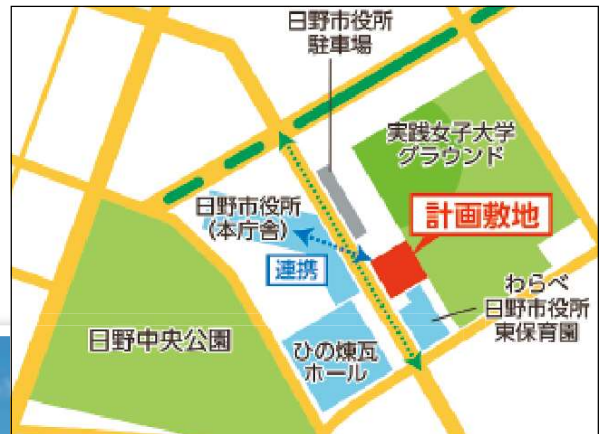 日野市役所
駐車場
実践女子大学
グラウンド
日野市役所
(本庁舎)
計画敷地
連携
わらべ
日野市役所
東保育園
日野中央公園
ひの煉瓦
ホール